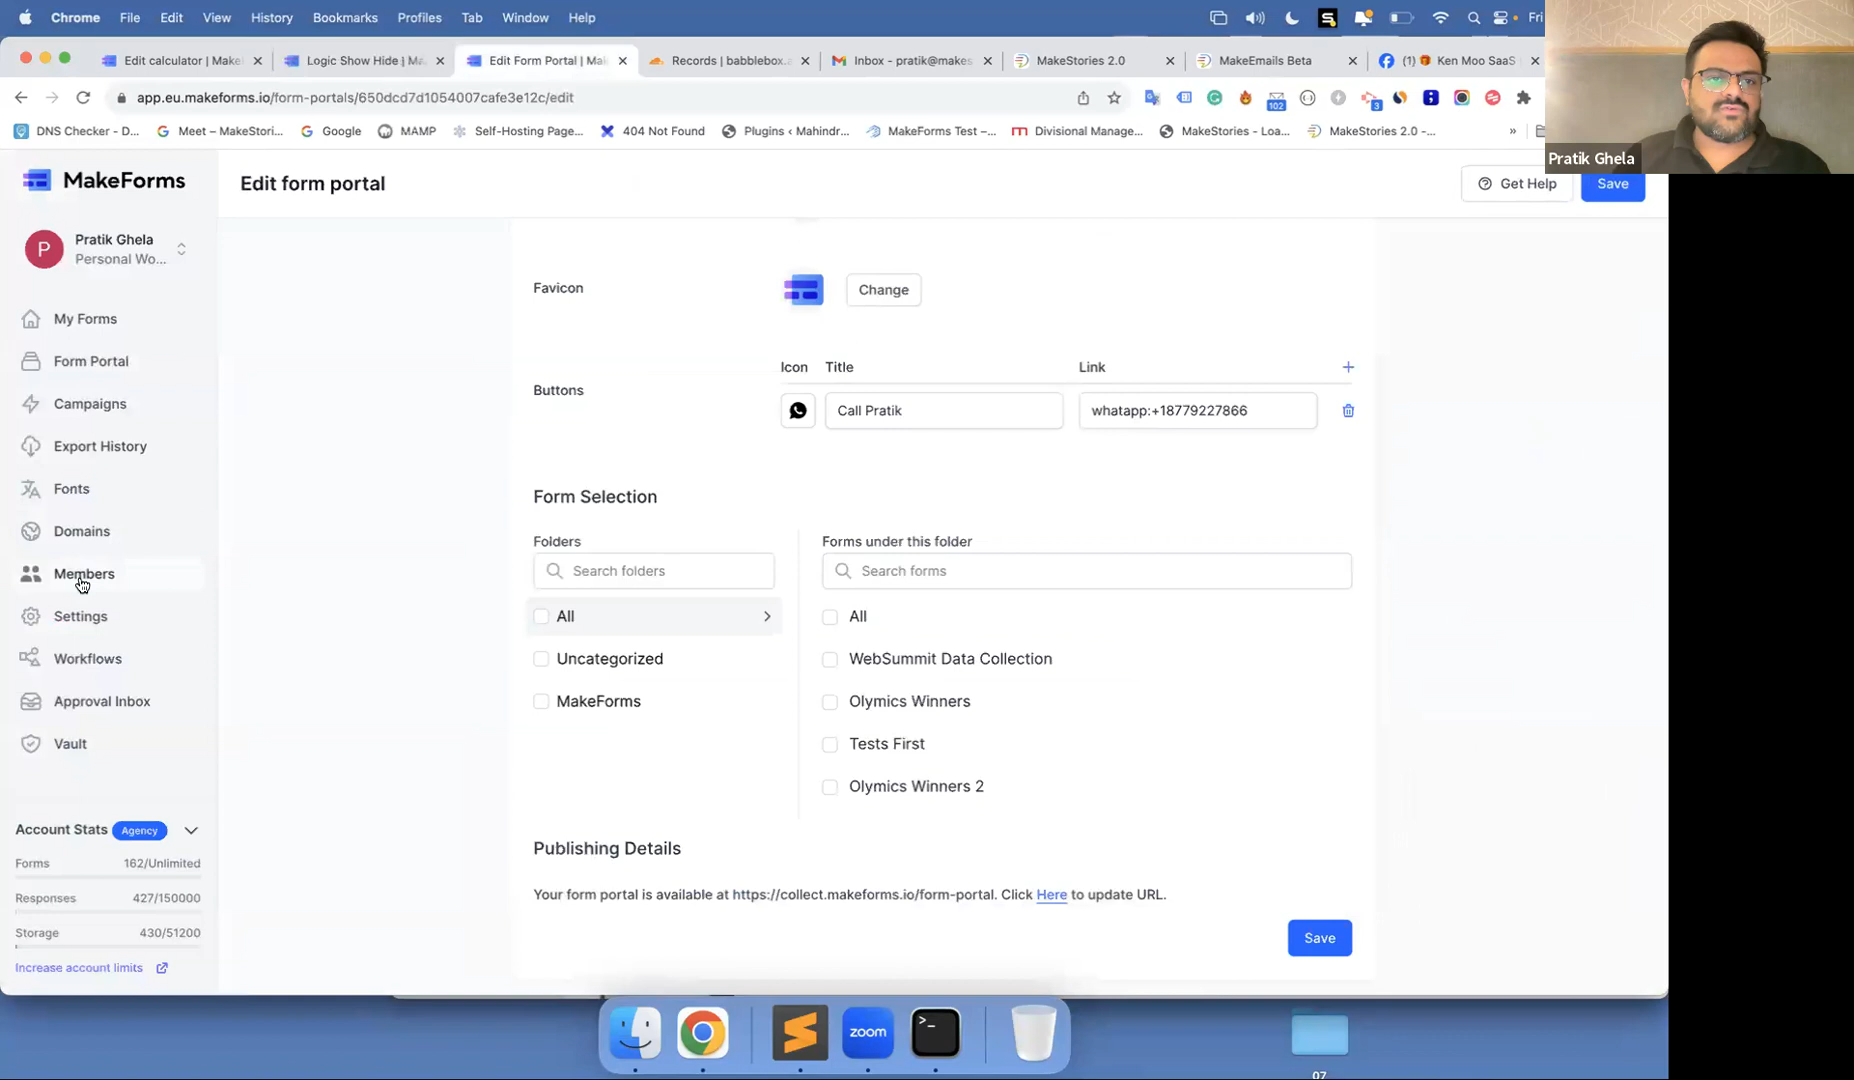 Chrome File Edit View History Bookmarks Profiles Tab Window Help Fri
Edit calculator | Make
Logic Show Hide | M
Edit Form Portal | Mak
Records | babblebox.a
Inbox - pratik@makes
MakeStories 2.0
MakeEmails Beta
(1) Ken Moo SaaS
app.eu.makeforms.io/form-portals/650dcd7d1054007cafe3e12c/edit
102
3
DNS Checker - D...
Meet – MakeStori...
Google
MAMP
Self-Hosting Page...
404 Not Found
Plugins ‹ Mahindr...
MakeForms Test –...
Divisional Manage...
MakeStories - Loa...
MakeStories 2.0 -...
»
Pratik Ghela
MakeForms
Edit form portal
Get Help
Save
P
Pratik Ghela
Personal Wo...
My Forms
Form Portal
Campaigns
Export History
Fonts
Domains
Members
Settings
Workflows
Approval Inbox
Vault
Account Stats Agency
Forms 162/Unlimited
Responses 427/150000
Storage 430/51200
Increase account limits
Favicon
Change
Buttons
Icon Title Link +
Call Pratik
whatapp:+18779227866
Form Selection
Folders
Search folders
All
Uncategorized
MakeForms
Forms under this folder
Search forms
All
WebSummit Data Collection
Olymics Winners
Tests First
Olymics Winners 2
Publishing Details
Your form portal is available at https://collect.makeforms.io/form-portal. Click Here to update URL.
Save
zoom
07